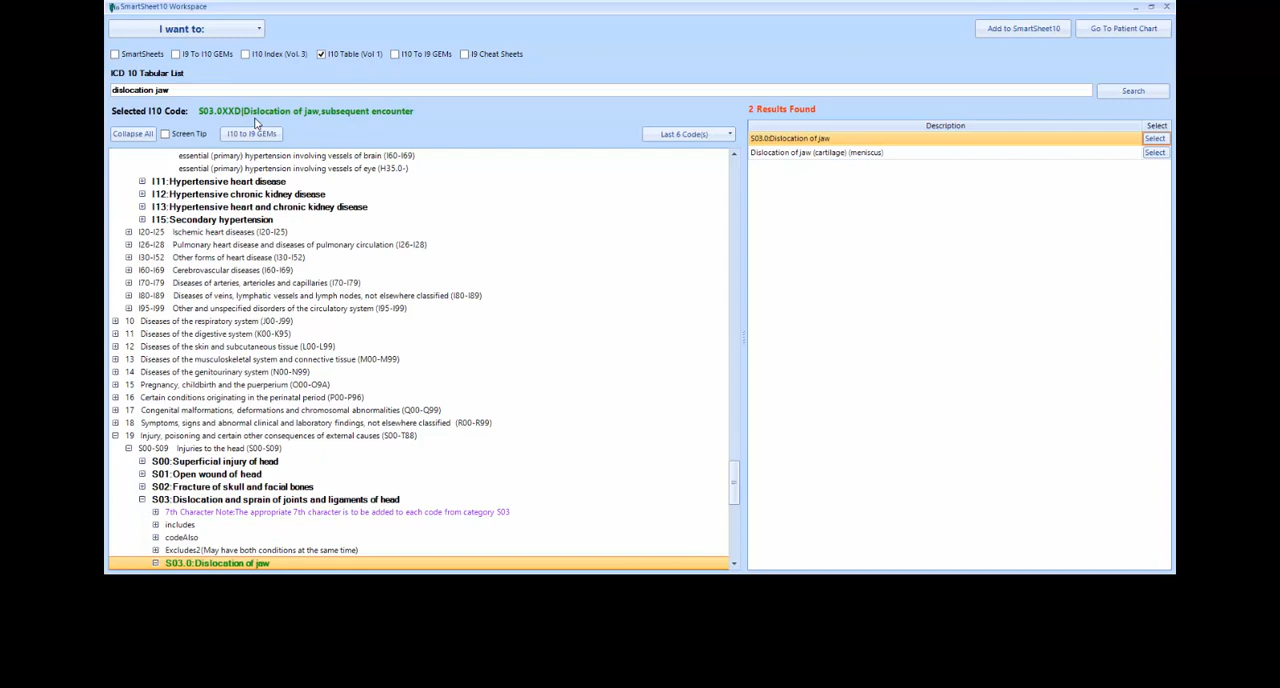 SmartSheet10 Workspace
I want to:
Add to SmartSheet10
Go To Patient Chart
SmartSheets
I9 To I10 GEMs
I10 Index (Vol. 3)
I10 Table (Vol 1)
I10 To I9 GEMs
I9 Cheat Sheets
ICD 10 Tabular List
dislocation jaw
Search
Selected I10 Code: S03.0XXD|Dislocation of jaw,subsequent encounter
Collapse All
Screen Tip
I10 to I9 GEMs
Last 6 Code(s)
essential (primary) hypertension involving vessels of brain (I60-I69)
essential (primary) hypertension involving vessels of eye (H35.0-)
I11:Hypertensive heart disease
I12:Hypertensive chronic kidney disease
I13:Hypertensive heart and chronic kidney disease
I15:Secondary hypertension
I20-I25 Ischemic heart diseases (I20-I25)
I26-I28 Pulmonary heart disease and diseases of pulmonary circulation (I26-I28)
I30-I52 Other forms of heart disease (I30-I52)
I60-I69 Cerebrovascular diseases (I60-I69)
I70-I79 Diseases of arteries, arterioles and capillaries (I70-I79)
I80-I89 Diseases of veins, lymphatic vessels and lymph nodes, not elsewhere classified (I80-I89)
I95-I99 Other and unspecified disorders of the circulatory system (I95-I99)
10 Diseases of the respiratory system (J00-J99)
11 Diseases of the digestive system (K00-K95)
12 Diseases of the skin and subcutaneous tissue (L00-L99)
13 Diseases of the musculoskeletal system and connective tissue (M00-M99)
14 Diseases of the genitourinary system (N00-N99)
15 Pregnancy, childbirth and the puerperium (O00-O9A)
16 Certain conditions originating in the perinatal period (P00-P96)
17 Congenital malformations, deformations and chromosomal abnormalities (Q00-Q99)
18 Symptoms, signs and abnormal clinical and laboratory findings, not elsewhere classified (R00-R99)
19 Injury, poisoning and certain other consequences of external causes (S00-T88)
S00-S09 Injuries to the head (S00-S09)
S00:Superficial injury of head
S01:Open wound of head
S02:Fracture of skull and facial bones
S03:Dislocation and sprain of joints and ligaments of head
7th Character Note:The appropriate 7th character is to be added to each code from category S03
includes
codeAlso
Excludes2(May have both conditions at the same time)
S03.0:Dislocation of jaw
2 Results Found
Description Select
S03.0:Dislocation of jaw Select
Dislocation of jaw (cartilage) (meniscus) Select